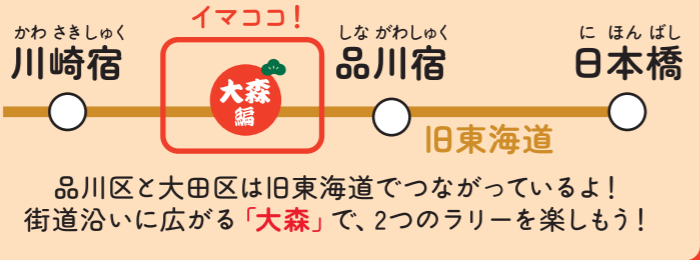 イマココ！
かわさきしゅく
川崎宿
大森
編
しながわしゅく
品川宿
にほんばし
日本橋
旧東海道
品川区と大田区は旧東海道でつながっているよ！
街道沿いに広がる「大森」で、2つのラリーを楽しもう！